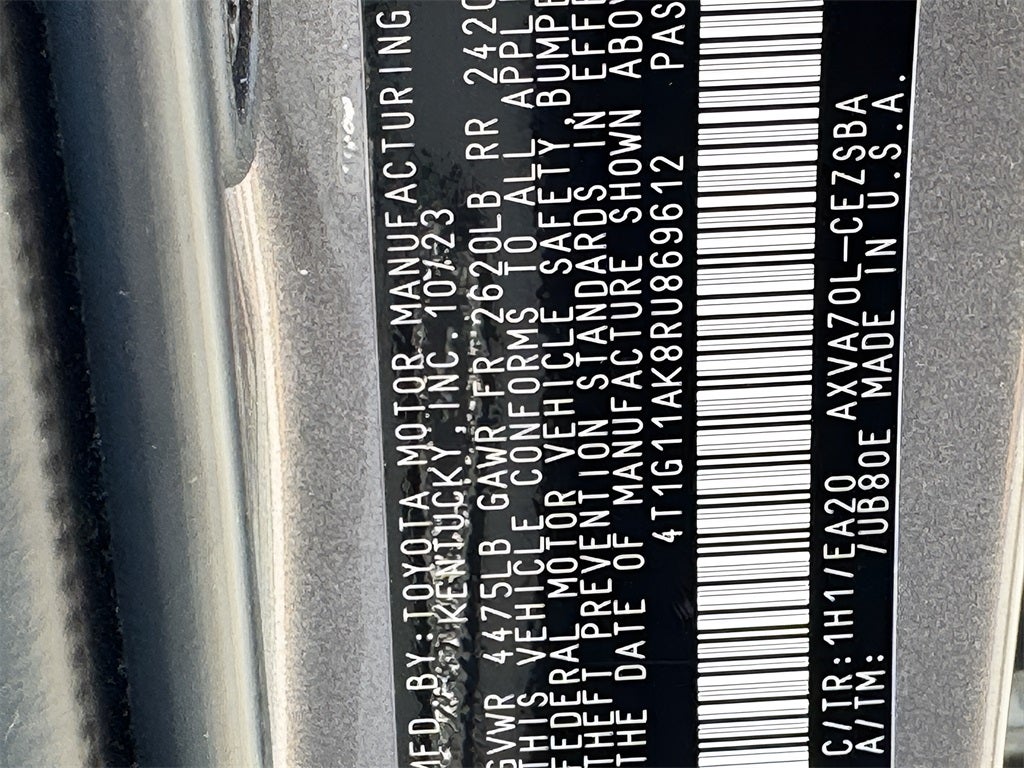 MFD. BY:TOYOTA MOTOR MANUFACTURING
KENTUCKY,INC. 10/23
GVWR 4475LB GAWR FR 2620LB RR 2420
THIS VEHICLE CONFORMS TO ALL APPL
FEDERAL MOTOR VEHICLE SAFETY, BUMPE
THEFT PREVENTION STANDARDS IN EFFE
THE DATE OF MANUFACTURE SHOWN ABOV
4T1G11AK8RU869612 PAS
C/TR:1H1/EA20 AXVA70L-CEZSBA
A/TM: /UB80E MADE IN U.S.A.